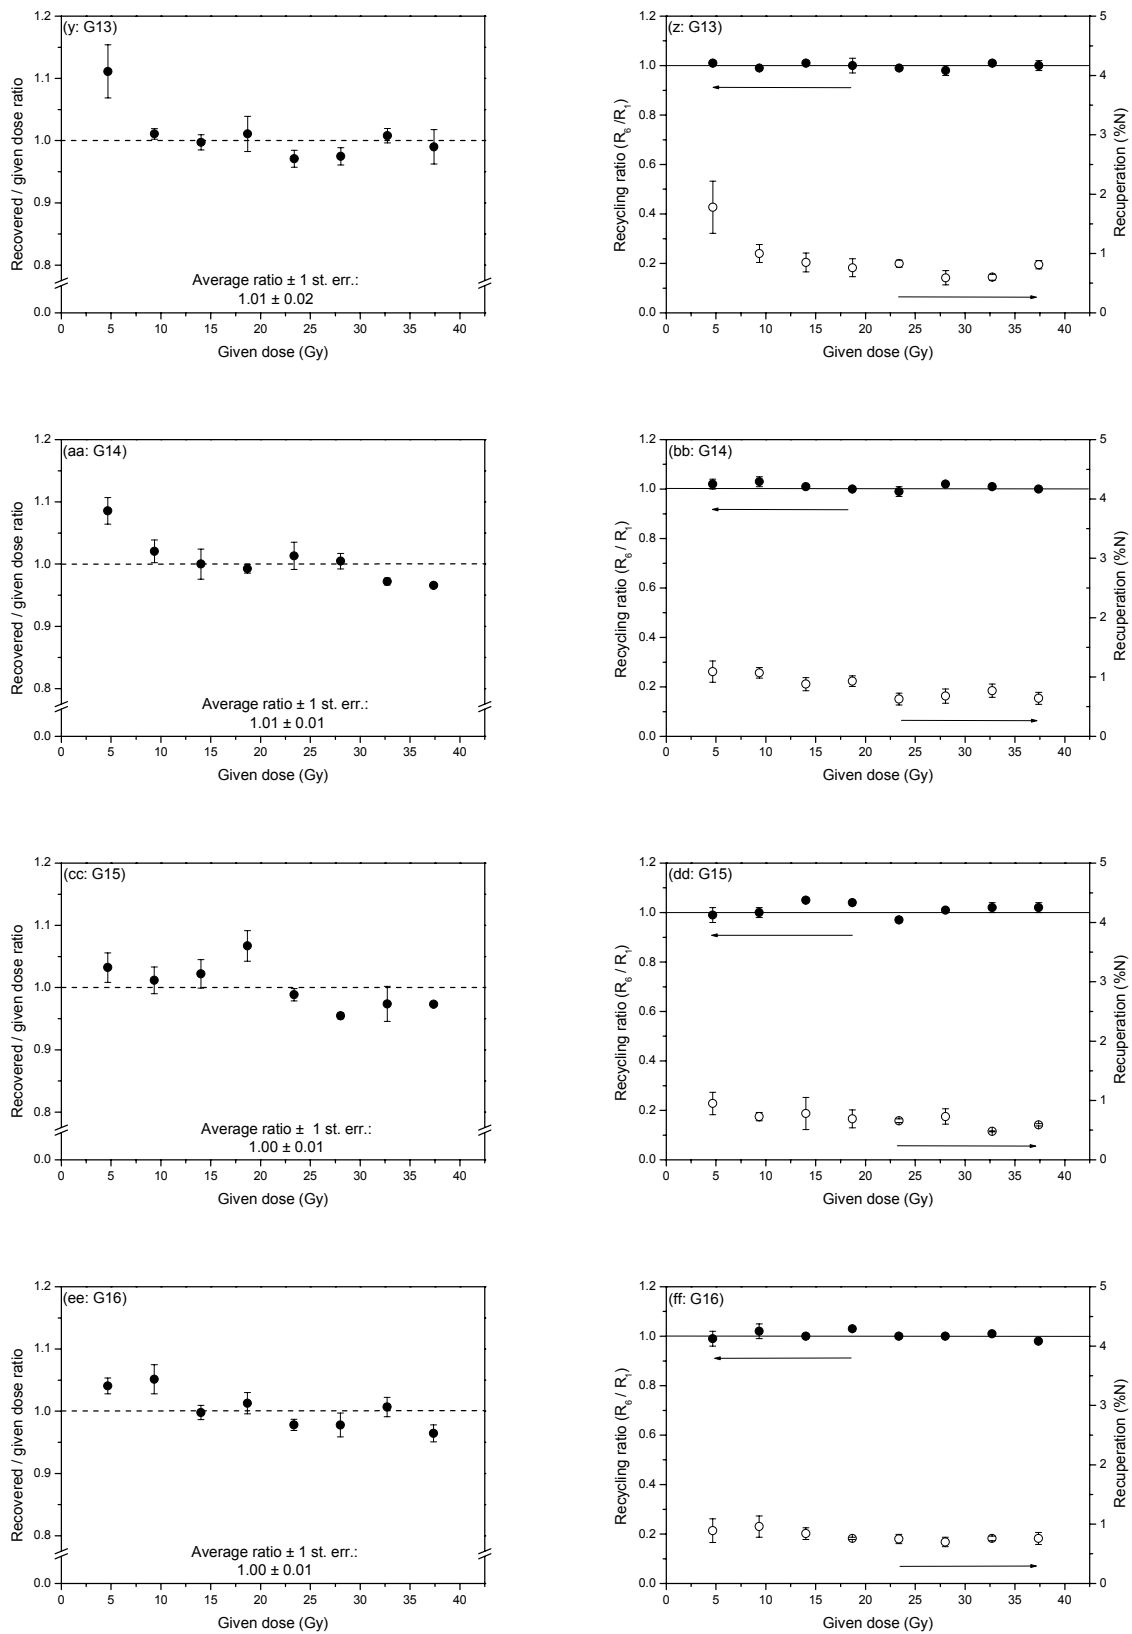 (y: G13)
Recovered / given dose ratio
1.2
1.1
1.0
0.9
0.8
0.0
Average ratio ± 1 st. err.:
1.01 ± 0.02
0 5 10 15 20 25 30 35 40
Given dose (Gy)
(z: G13)
Recycling ratio (R6 /R1)
1.2
1.0
0.8
0.6
0.4
0.2
0.0
5
4
3
2
1
0
Recuperation (%N)
0 5 10 15 20 25 30 35 40
Given dose (Gy)
(aa: G14)
Recovered / given dose ratio
1.2
1.1
1.0
0.9
0.8
0.0
Average ratio ± 1 st. err.:
1.01 ± 0.01
0 5 10 15 20 25 30 35 40
Given dose (Gy)
(bb: G14)
Recycling ratio (R6 / R1)
1.2
1.0
0.8
0.6
0.4
0.2
0.0
5
4
3
2
1
0
Recuperation (%N)
0 5 10 15 20 25 30 35 40
Given dose (Gy)
(cc: G15)
Recovered / given dose ratio
1.2
1.1
1.0
0.9
0.8
0.0
Average ratio ± 1 st. err.:
1.00 ± 0.01
0 5 10 15 20 25 30 35 40
Given dose (Gy)
(dd: G15)
Recycling ratio (R6 / R1)
1.2
1.0
0.8
0.6
0.4
0.2
0.0
5
4
3
2
1
0
Recuperation (%N)
0 5 10 15 20 25 30 35 40
Given dose (Gy)
(ee: G16)
Recovered / given dose ratio
1.2
1.1
1.0
0.9
0.8
0.0
Average ratio ± 1 st. err.:
1.00 ± 0.01
0 5 10 15 20 25 30 35 40
Given dose (Gy)
(ff: G16)
Recycling ratio (R6 / R1)
1.2
1.0
0.8
0.6
0.4
0.2
0.0
5
4
3
2
1
0
Recuperation (%N)
0 5 10 15 20 25 30 35 40
Given dose (Gy)